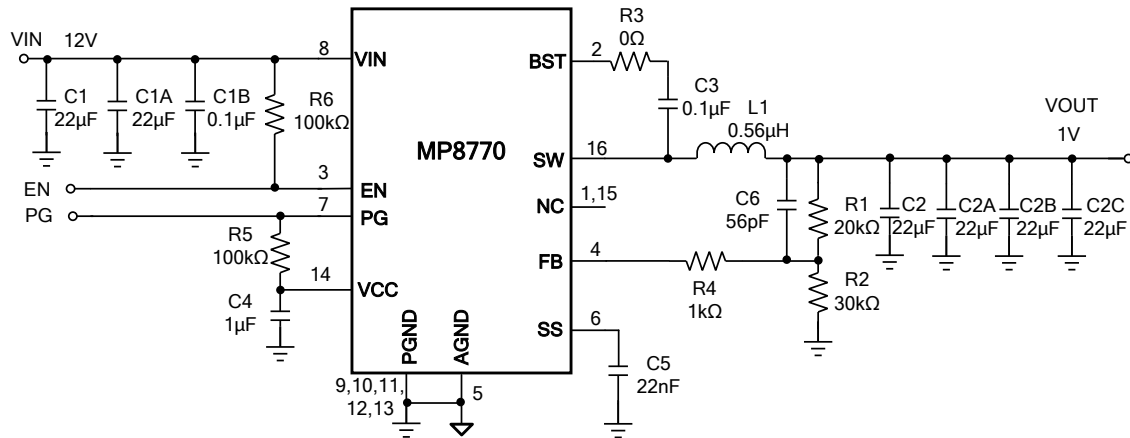 VIN 12V
8
VIN
C1
22µF
C1A
22µF
C1B
0.1µF
R6
100kΩ
EN
3
EN
PG
7
PG
R5
100kΩ
14
VCC
C4
1µF
MP8770
PGND
AGND
9,10,11,
12,13
5
BST
2
R3
0Ω
C3
0.1µF
L1
0.56µH
SW
16
NC
1,15
FB
4
R4
1kΩ
SS
6
C5
22nF
C6
56pF
R1
20kΩ
R2
30kΩ
C2
22µF
C2A
22µF
C2B
22µF
C2C
22µF
VOUT
1V